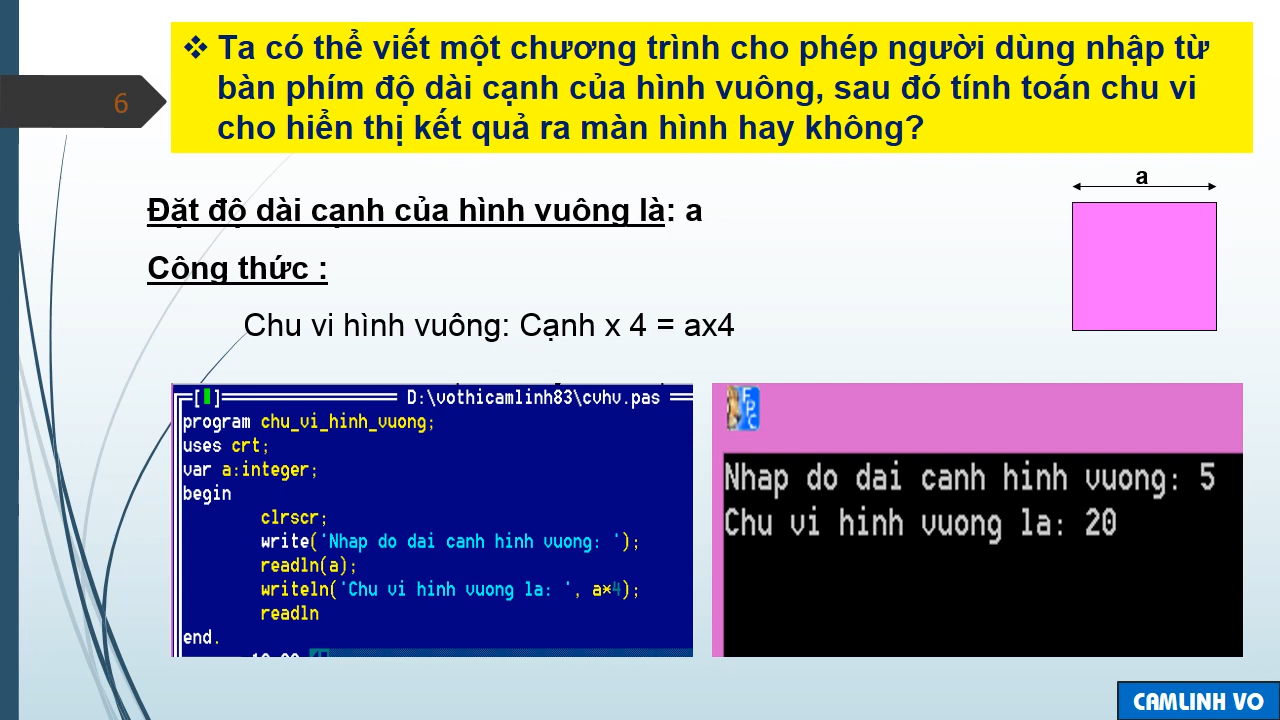 ❖ Ta có thể viết một chương trình cho phép người dùng nhập từ
bàn phím độ dài cạnh của hình vuông, sau đó tính toán chu vi
cho hiển thị kết quả ra màn hình hay không?
6
a
Đặt độ dài cạnh của hình vuông là: a
Công thức :
Chu vi hình vuông: Cạnh x 4 = ax4
[ ] D:\vothicamlinh83\cvhv.pas
program chu_vi_hinh_vuong;
uses crt;
var a:integer;
begin
clrscr;
write('Nhap do dai canh hinh vuong: ');
readln(a);
writeln('Chu vi hinh vuong la: ', a*4);
readln
end.
FPC
Nhap do dai canh hinh vuong: 5
Chu vi hinh vuong la: 20
CAMLINH VO